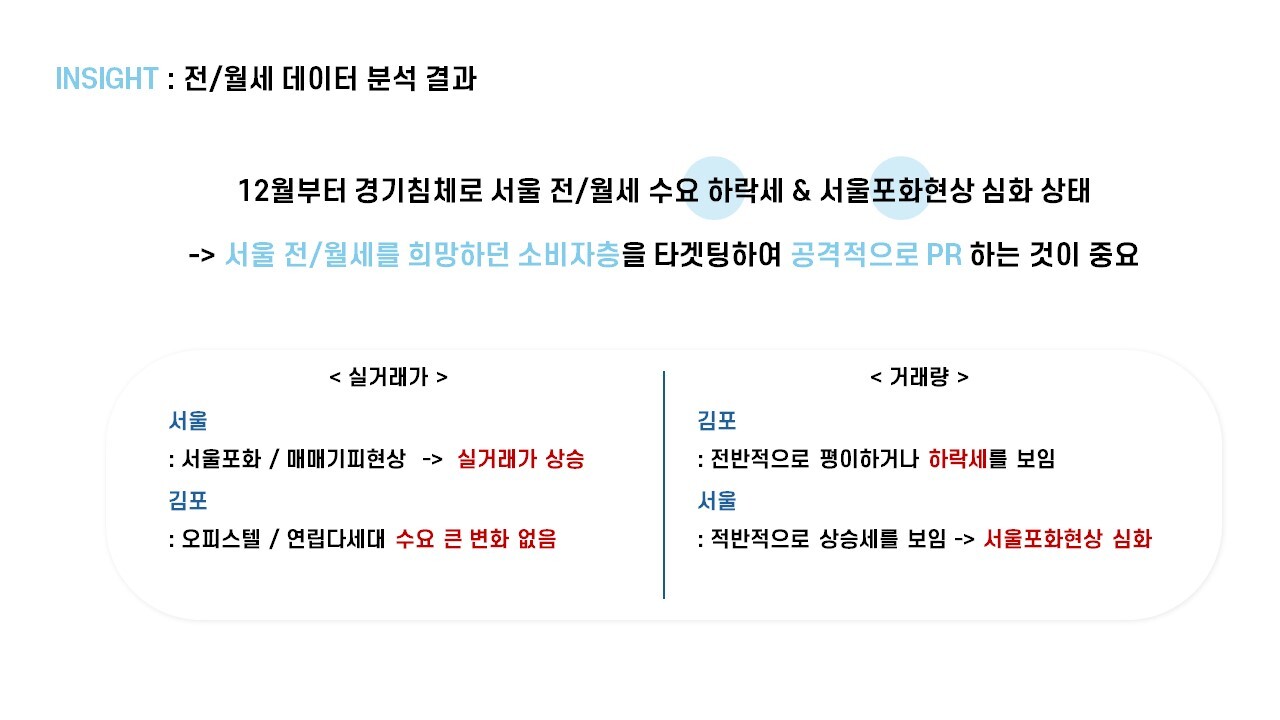 INSIGHT : 전/월세 데이터 분석 결과
12월부터 경기침체로 서울 전/월세 수요 하락세 & 서울포화현상 심화 상태
-> 서울 전/월세를 희망하던 소비자층을 타겟팅하여 공격적으로 PR 하는 것이 중요
< 실거래가 >
서울
: 서울포화 / 매매기피현상 -> 실거래가 상승
김포
: 오피스텔 / 연립다세대 수요 큰 변화 없음
< 거래량 >
김포
: 전반적으로 평이하거나 하락세를 보임
서울
: 적반적으로 상승세를 보임 -> 서울포화현상 심화